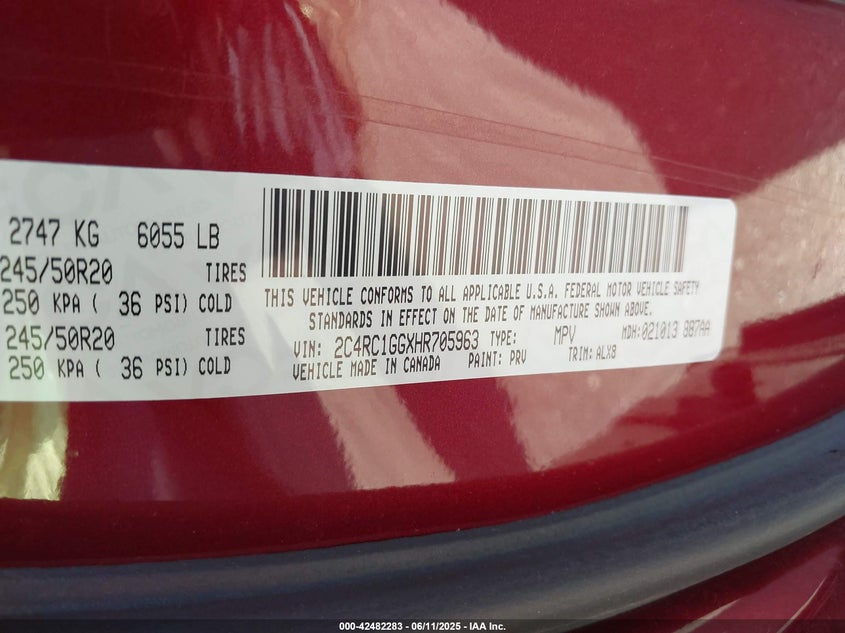 2747 KG 6055 LB
245/50R20 TIRES
250 KPA ( 36 PSI) COLD
245/50R20 TIRES
250 KPA ( 36 PSI) COLD
THIS VEHICLE CONFORMS TO ALL APPLICABLE U.S.A. FEDERAL MOTOR VEHICLE SAFETY
STANDARDS IN EFFECT ON THE DATE OF MANUFACTURE SHOWN ABOVE.
VIN: 2C4RC1GGXHR705963 TYPE: MPV MDH:021013 387AA
VEHICLE MADE IN CANADA PAINT: PRV TRIM: ALX8
000-42482283 - 06/11/2025 - IAA Inc.